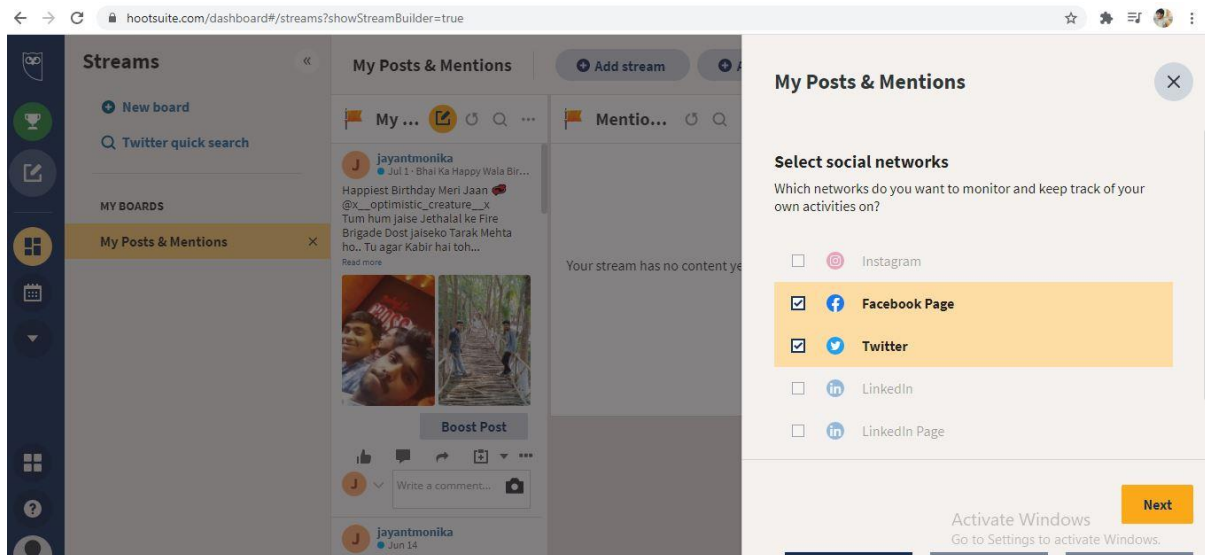 hootsuite.com/dashboard#/streams?showStreamBuilder=true
Streams
«
New board
Twitter quick search
MY BOARDS
My Posts & Mentions
My Posts & Mentions
Add stream
My ...
jayantmonika
Jul 1 - Bhai Ka Happy Wala Bir...
Happiest Birthday Meri Jaan
@x__optimistic_creature__x
Tum hum jaise Jethalal ke Fire
Brigade Dost jaiseko Tarak Mehta
ho.. Tu agar Kabir hai toh...
Read more
Boost Post
J
Write a comment...
J
jayantmonika
Jun 14
Mentio...
Your stream has no content ye
My Posts & Mentions
Select social networks
Which networks do you want to monitor and keep track of your
own activities on?
Instagram
Facebook Page
Twitter
LinkedIn
LinkedIn Page
Next
Activate Windows
Go to Settings to activate Windows.